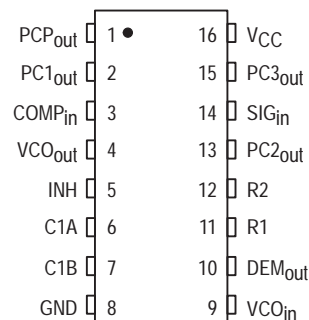 PCPout 1 16 VCC
PC1out 2 15 PC3out
COMPin 3 14 SIGin
VCOout 4 13 PC2out
INH 5 12 R2
C1A 6 11 R1
C1B 7 10 DEMout
GND 8 9 VCOin